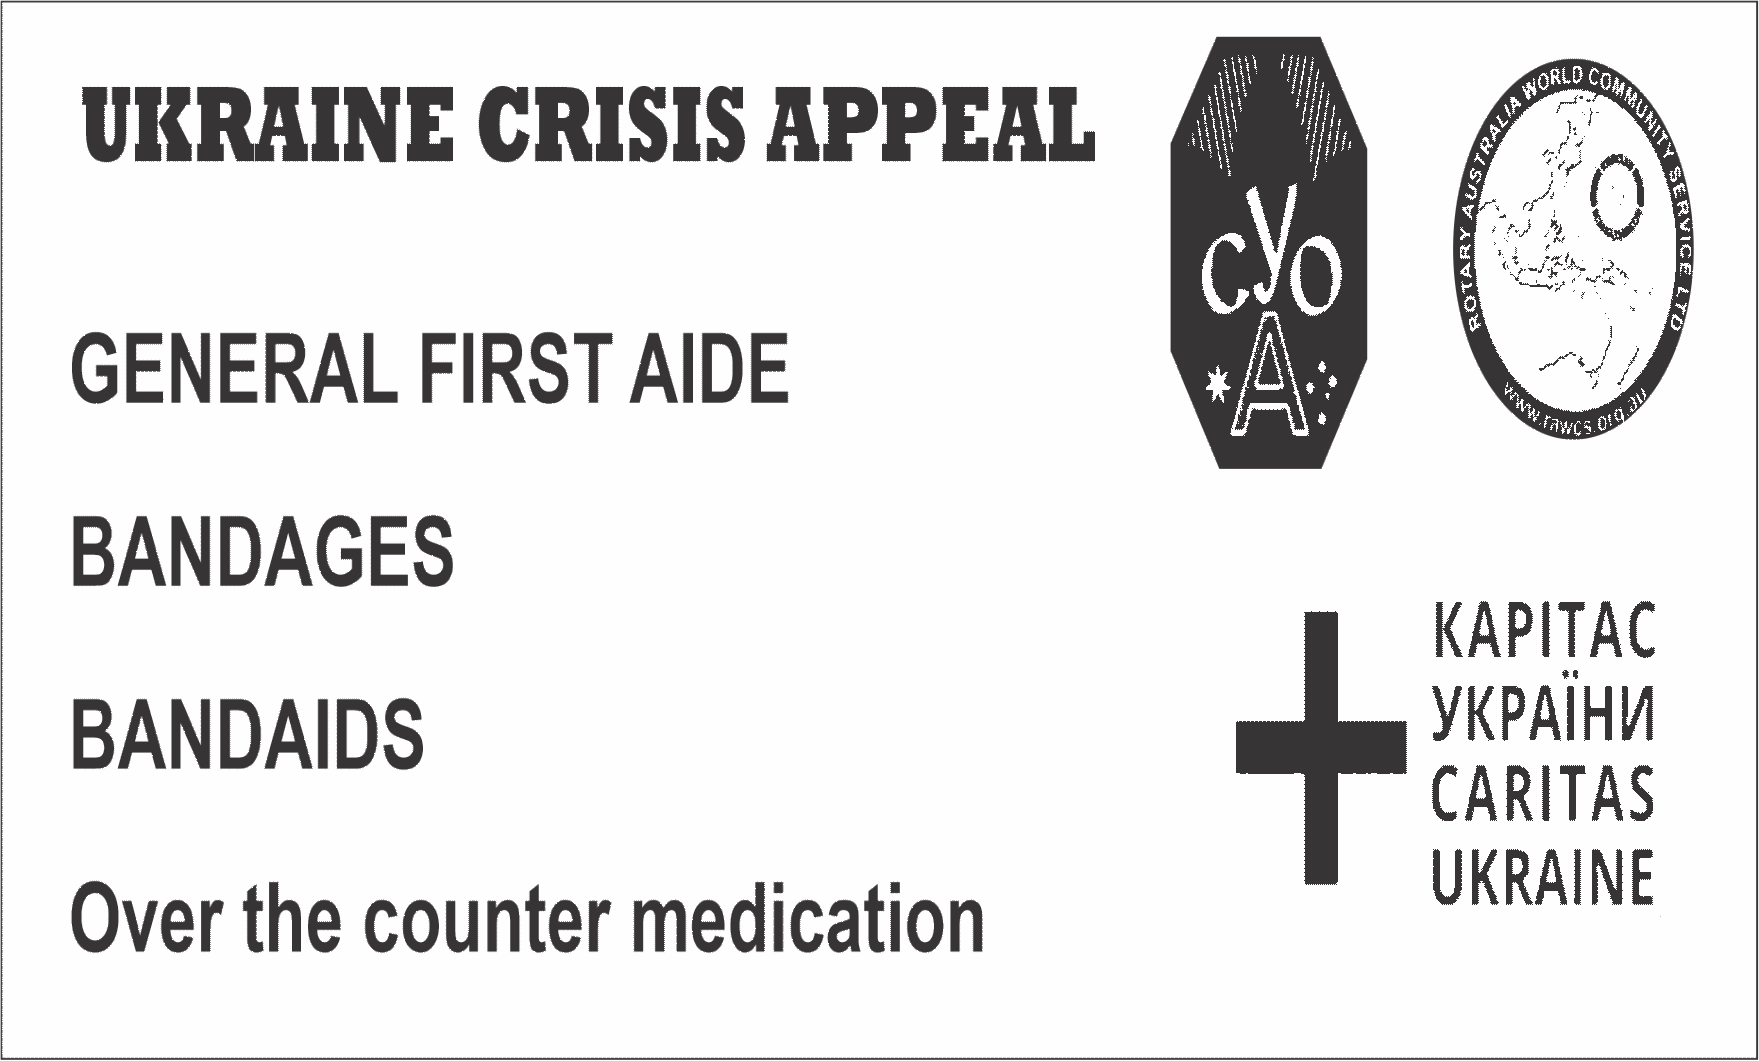 UKRAINE CRISIS APPEAL
GENERAL FIRST AIDE
BANDAGES
BANDAIDS
Over the counter medication
СУОА
ROTARY AUSTRALIA WORLD COMMUNITY SERVICE LTD
www.rawcs.org.au
КАРІТАС
УКРАЇНИ
CARITAS
UKRAINE